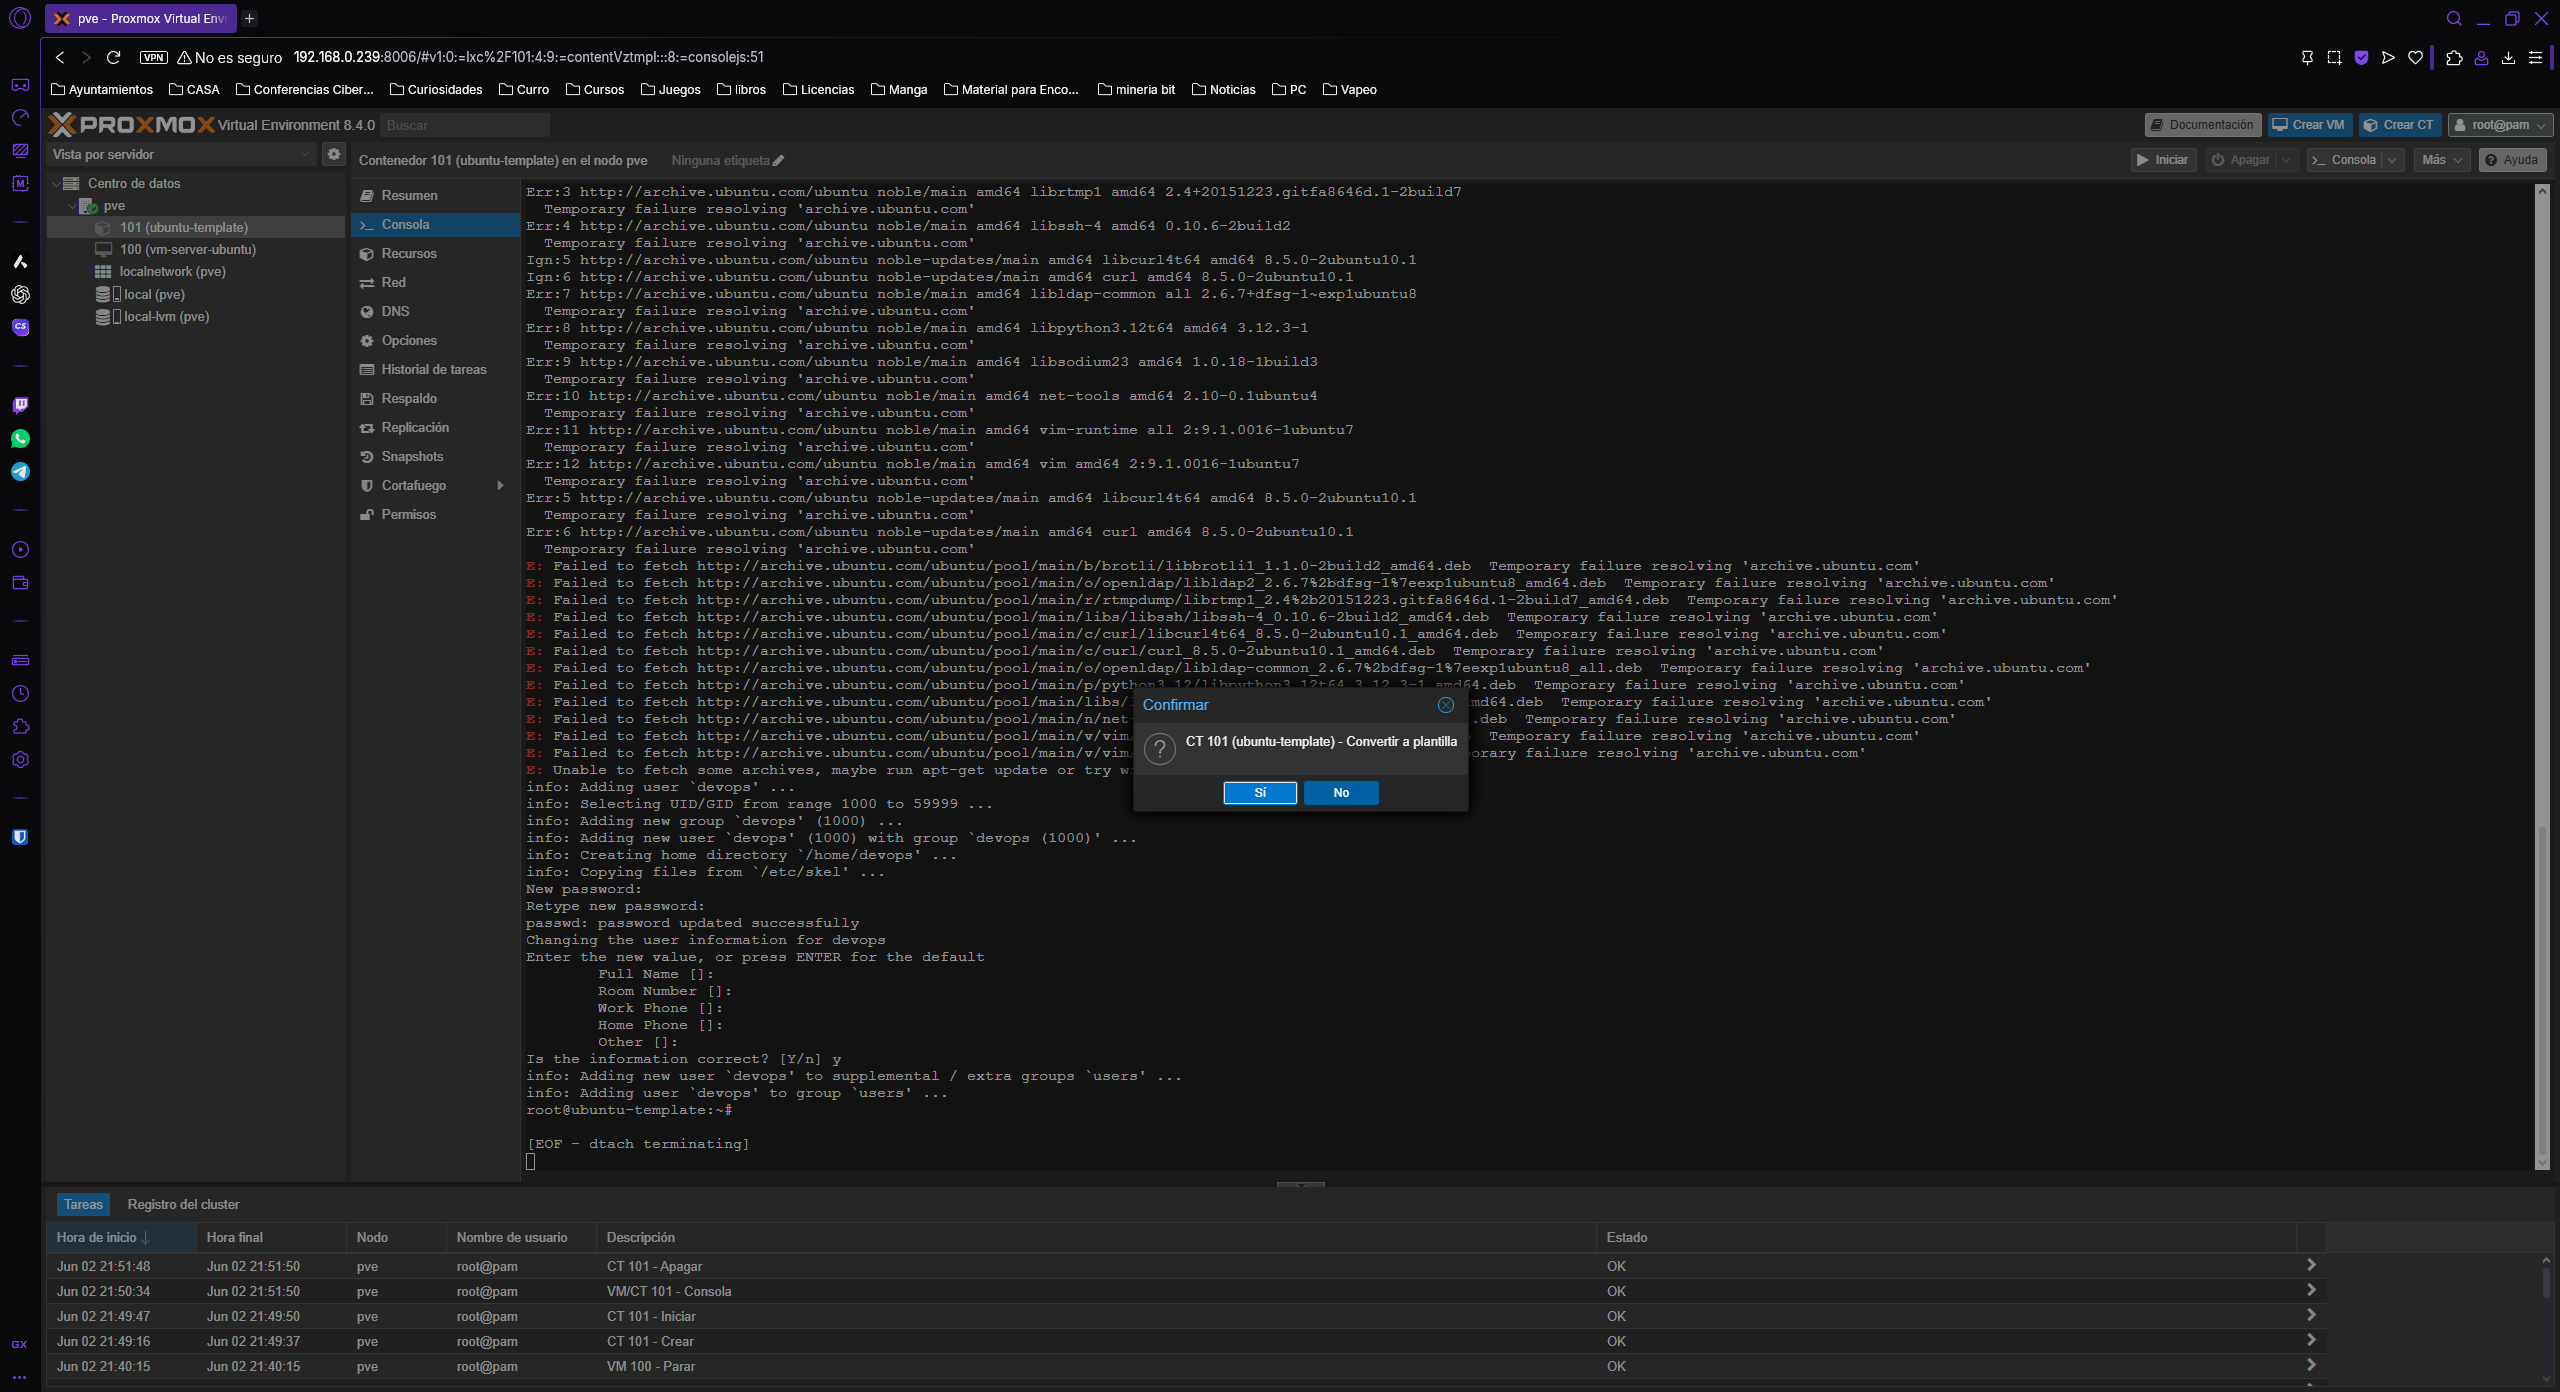 pve - Proxmox Virtual Envi
VPN No es seguro 192.168.0.239:8006/#v1:0:=lxc%2F101:4:9:=contentVztmpl:::8:=consolejs:51
Ayuntamientos CASA Conferencias Ciber... Curiosidades Curro Cursos Juegos libros Licencias Manga Material para Enco... mineria bit Noticias PC Vapeo
PROXMOX Virtual Environment 8.4.0 Buscar Documentación Crear VM Crear CT root@pam
Vista por servidor
Contenedor 101 (ubuntu-template) en el nodo pve Ninguna etiqueta Iniciar Apagar Consola Más Ayuda
Centro de datos
pve
101 (ubuntu-template)
100 (vm-server-ubuntu)
localnetwork (pve)
local (pve)
local-lvm (pve)
Resumen
Consola
Recursos
Red
DNS
Opciones
Historial de tareas
Respaldo
Replicación
Snapshots
Cortafuego
Permisos
Err:3 http://archive.ubuntu.com/ubuntu noble/main amd64 librtmp1 amd64 2.4+20151223.gitfa8646d.1-2build7
Temporary failure resolving 'archive.ubuntu.com'
Err:4 http://archive.ubuntu.com/ubuntu noble/main amd64 libssh-4 amd64 0.10.6-2build2
Temporary failure resolving 'archive.ubuntu.com'
Ign:5 http://archive.ubuntu.com/ubuntu noble-updates/main amd64 libcurl4t64 amd64 8.5.0-2ubuntu10.1
Ign:6 http://archive.ubuntu.com/ubuntu noble-updates/main amd64 curl amd64 8.5.0-2ubuntu10.1
Err:7 http://archive.ubuntu.com/ubuntu noble/main amd64 libldap-common all 2.6.7+dfsg-1~exp1ubuntu8
Temporary failure resolving 'archive.ubuntu.com'
Err:8 http://archive.ubuntu.com/ubuntu noble/main amd64 libpython3.12t64 amd64 3.12.3-1
Temporary failure resolving 'archive.ubuntu.com'
Err:9 http://archive.ubuntu.com/ubuntu noble/main amd64 libsodium23 amd64 1.0.18-1build3
Temporary failure resolving 'archive.ubuntu.com'
Err:10 http://archive.ubuntu.com/ubuntu noble/main amd64 net-tools amd64 2.10-0.1ubuntu4
Temporary failure resolving 'archive.ubuntu.com'
Err:11 http://archive.ubuntu.com/ubuntu noble/main amd64 vim-runtime all 2:9.1.0016-1ubuntu7
Temporary failure resolving 'archive.ubuntu.com'
Err:12 http://archive.ubuntu.com/ubuntu noble/main amd64 vim amd64 2:9.1.0016-1ubuntu7
Temporary failure resolving 'archive.ubuntu.com'
Err:5 http://archive.ubuntu.com/ubuntu noble-updates/main amd64 libcurl4t64 amd64 8.5.0-2ubuntu10.1
Temporary failure resolving 'archive.ubuntu.com'
Err:6 http://archive.ubuntu.com/ubuntu noble-updates/main amd64 curl amd64 8.5.0-2ubuntu10.1
Temporary failure resolving 'archive.ubuntu.com'
E: Failed to fetch http://archive.ubuntu.com/ubuntu/pool/main/b/brotli/libbrotli1_1.1.0-2build2_amd64.deb Temporary failure resolving 'archive.ubuntu.com'
E: Failed to fetch http://archive.ubuntu.com/ubuntu/pool/main/o/openldap/libldap2_2.6.7%2bdfsg-1%7eexp1ubuntu8_amd64.deb Temporary failure resolving 'archive.ubuntu.com'
E: Failed to fetch http://archive.ubuntu.com/ubuntu/pool/main/r/rtmpdump/librtmp1_2.4%2b20151223.gitfa8646d.1-2build7_amd64.deb Temporary failure resolving 'archive.ubuntu.com'
E: Failed to fetch http://archive.ubuntu.com/ubuntu/pool/main/libs/libssh/libssh-4_0.10.6-2build2_amd64.deb Temporary failure resolving 'archive.ubuntu.com'
E: Failed to fetch http://archive.ubuntu.com/ubuntu/pool/main/c/curl/libcurl4t64_8.5.0-2ubuntu10.1_amd64.deb Temporary failure resolving 'archive.ubuntu.com'
E: Failed to fetch http://archive.ubuntu.com/ubuntu/pool/main/c/curl/curl_8.5.0-2ubuntu10.1_amd64.deb Temporary failure resolving 'archive.ubuntu.com'
E: Failed to fetch http://archive.ubuntu.com/ubuntu/pool/main/o/openldap/libldap-common_2.6.7%2bdfsg-1%7eexp1ubuntu8_all.deb Temporary failure resolving 'archive.ubuntu.com'
E: Failed to fetch http://archive.ubuntu.com/ubuntu/pool/main/p/python3.12/libpython3.12t64_3.12.3-1_amd64.deb Temporary failure resolving 'archive.ubuntu.com'
E: Failed to fetch http://archive.ubuntu.com/ubuntu/pool/main/libs/ md64.deb Temporary failure resolving 'archive.ubuntu.com'
E: Failed to fetch http://archive.ubuntu.com/ubuntu/pool/main/n/net- .deb Temporary failure resolving 'archive.ubuntu.com'
E: Failed to fetch http://archive.ubuntu.com/ubuntu/pool/main/v/vim/ Temporary failure resolving 'archive.ubuntu.com'
E: Failed to fetch http://archive.ubuntu.com/ubuntu/pool/main/v/vim/ orary failure resolving 'archive.ubuntu.com'
E: Unable to fetch some archives, maybe run apt-get update or try w
info: Adding user `devops' ...
info: Selecting UID/GID from range 1000 to 59999 ...
info: Adding new group `devops' (1000) ...
info: Adding new user `devops' (1000) with group `devops (1000)' ...
info: Creating home directory `/home/devops' ...
info: Copying files from `/etc/skel' ...
New password:
Retype new password:
passwd: password updated successfully
Changing the user information for devops
Enter the new value, or press ENTER for the default
Full Name []:
Room Number []:
Work Phone []:
Home Phone []:
Other []:
Is the information correct? [Y/n] y
info: Adding new user `devops' to supplemental / extra groups `users' ...
info: Adding user `devops' to group `users' ...
root@ubuntu-template:~#
[EOF - dtach terminating]
Confirmar
CT 101 (ubuntu-template) - Convertir a plantilla
Sí No
Tareas Registro del cluster
Hora de inicio Hora final Nodo Nombre de usuario Descripción Estado
Jun 02 21:51:48 Jun 02 21:51:50 pve root@pam CT 101 - Apagar OK
Jun 02 21:50:34 Jun 02 21:51:50 pve root@pam VM/CT 101 - Consola OK
Jun 02 21:49:47 Jun 02 21:49:50 pve root@pam CT 101 - Iniciar OK
Jun 02 21:49:16 Jun 02 21:49:37 pve root@pam CT 101 - Crear OK
Jun 02 21:40:15 Jun 02 21:40:15 pve root@pam VM 100 - Parar OK
CS
GX